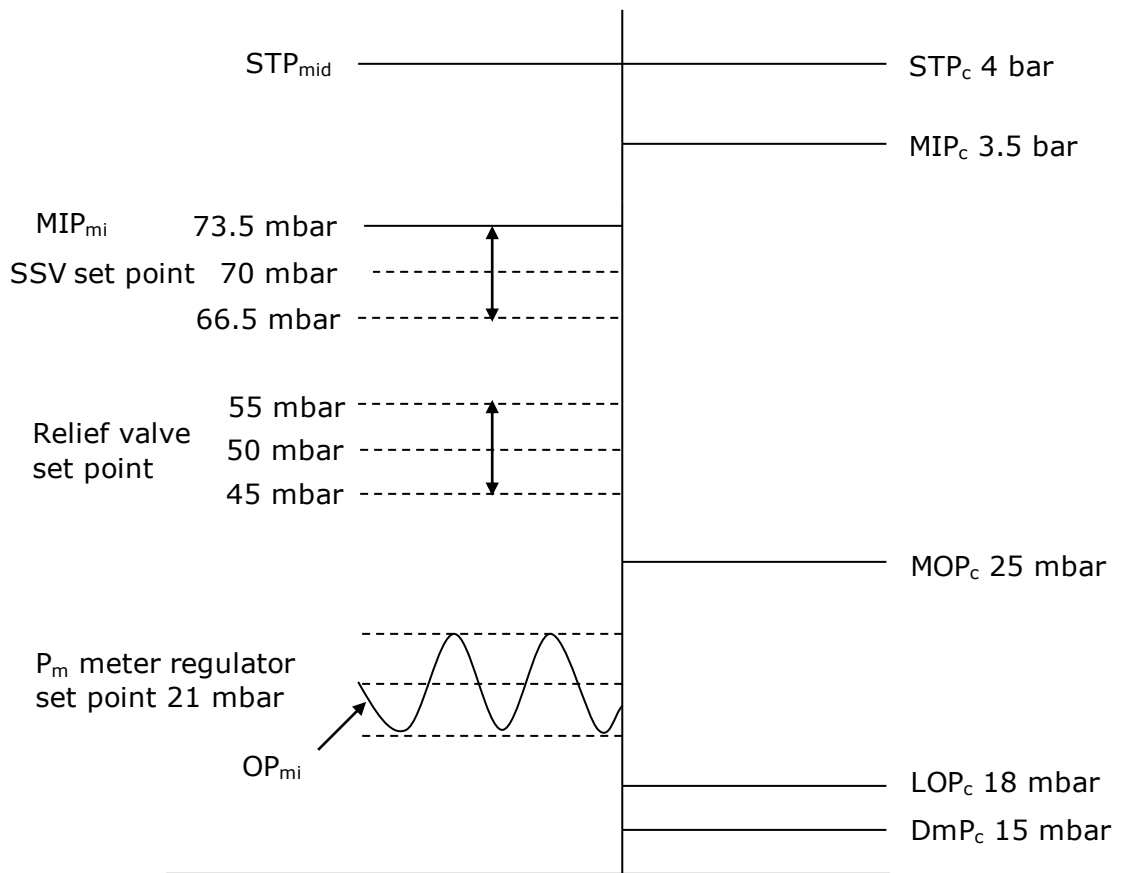 STPmid
STPc 4 bar
MIPc 3.5 bar
MIPmi 73.5 mbar
SSV set point 70 mbar
66.5 mbar
55 mbar
Relief valve
set point
50 mbar
45 mbar
MOPc 25 mbar
Pm meter regulator
set point 21 mbar
OPmi
LOPc 18 mbar
DmPc 15 mbar